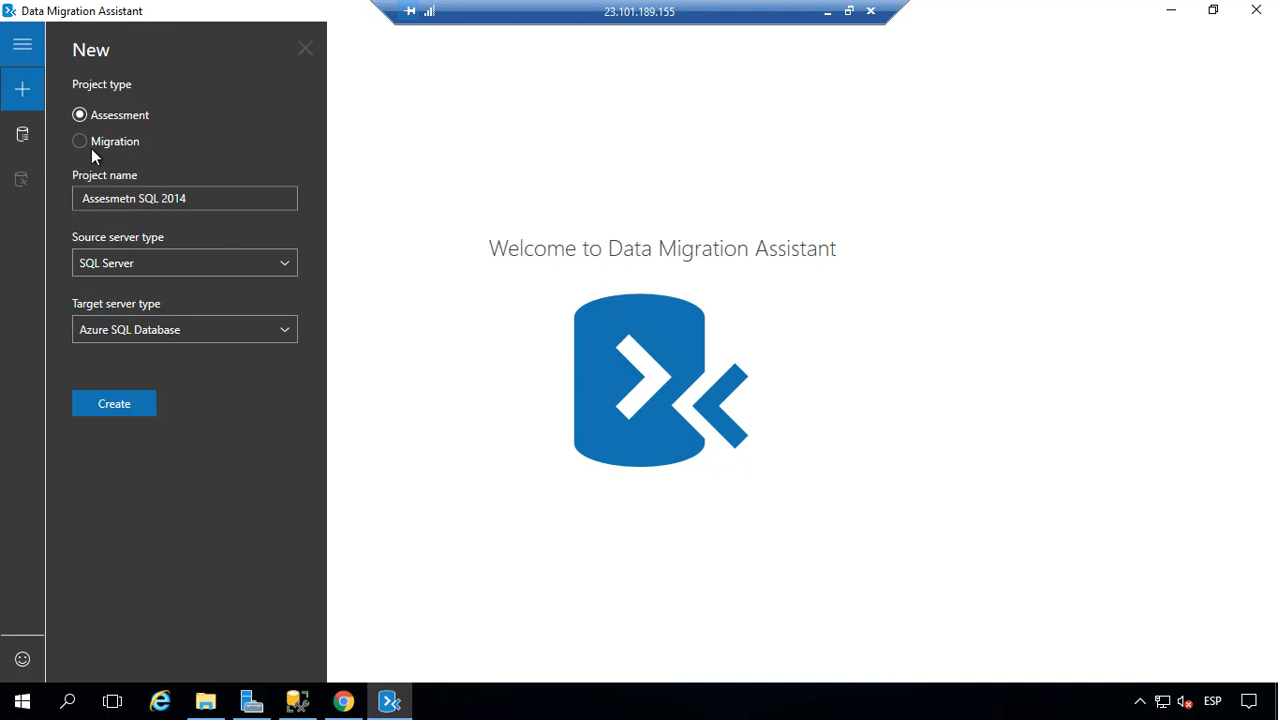 Data Migration Assistant
23.101.189.155
New
Project type
Assessment
Migration
Project name
Assesmetn SQL 2014
Source server type
SQL Server
Target server type
Azure SQL Database
Create
Welcome to Data Migration Assistant
ESP